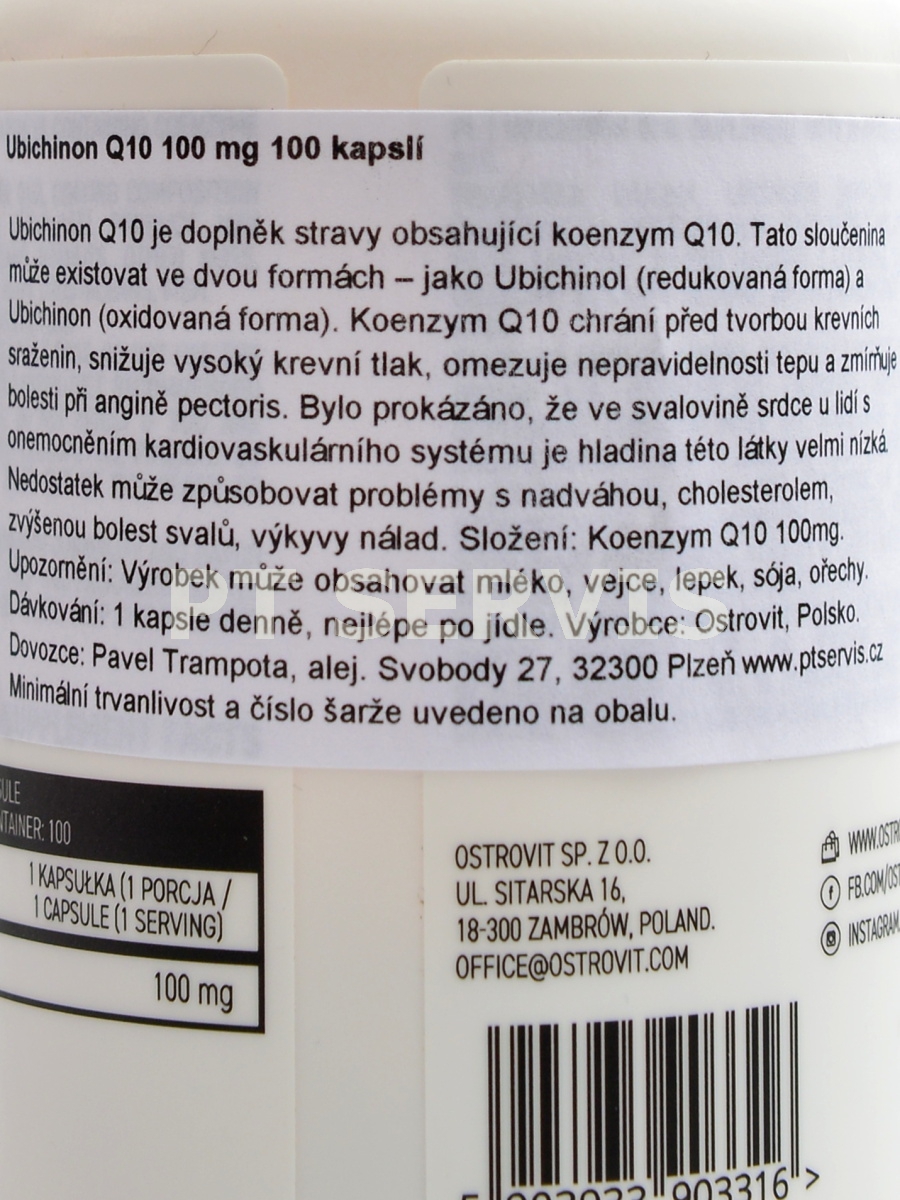 Ubichinon Q10 100 mg 100 kapslí
Ubichinon Q10 je doplněk stravy obsahující koenzym Q10. Tato sloučenina
může existovat ve dvou formách – jako Ubichinol (redukovaná forma) a
Ubichinon (oxidovaná forma). Koenzym Q10 chrání před tvorbou krevních
sraženin, snižuje vysoký krevní tlak, omezuje nepravidelnosti tepu a zmírňuje
bolesti při angině pectoris. Bylo prokázáno, že ve svalovině srdce u lidí s
onemocněním kardiovaskulárního systému je hladina této látky velmi nízká.
Nedostatek může způsobovat problémy s nadváhou, cholesterolem,
zvýšenou bolest svalů, výkyvy nálad. Složení: Koenzym Q10 100mg.
Upozornění: Výrobek může obsahovat mléko, vejce, lepek, sója, ořechy.
Dávkování: 1 kapsle denně, nejlépe po jídle. Výrobce: Ostrovit, Polsko.
Dovozce: Pavel Trampota, alej. Svobody 27, 32300 Plzeň www.ptservis.cz
Minimální trvanlivost a číslo šarže uvedeno na obalu.
PT SERVIS
100
1 KAPSUŁKA (1 PORCJA /
1 CAPSULE (1 SERVING)
100 mg
OSTROVIT SP. Z O.O.
UL. SITARSKA 16,
18-300 ZAMBRÓW, POLAND.
OFFICE@OSTROVIT.COM
INSTAGRAM
903316 >